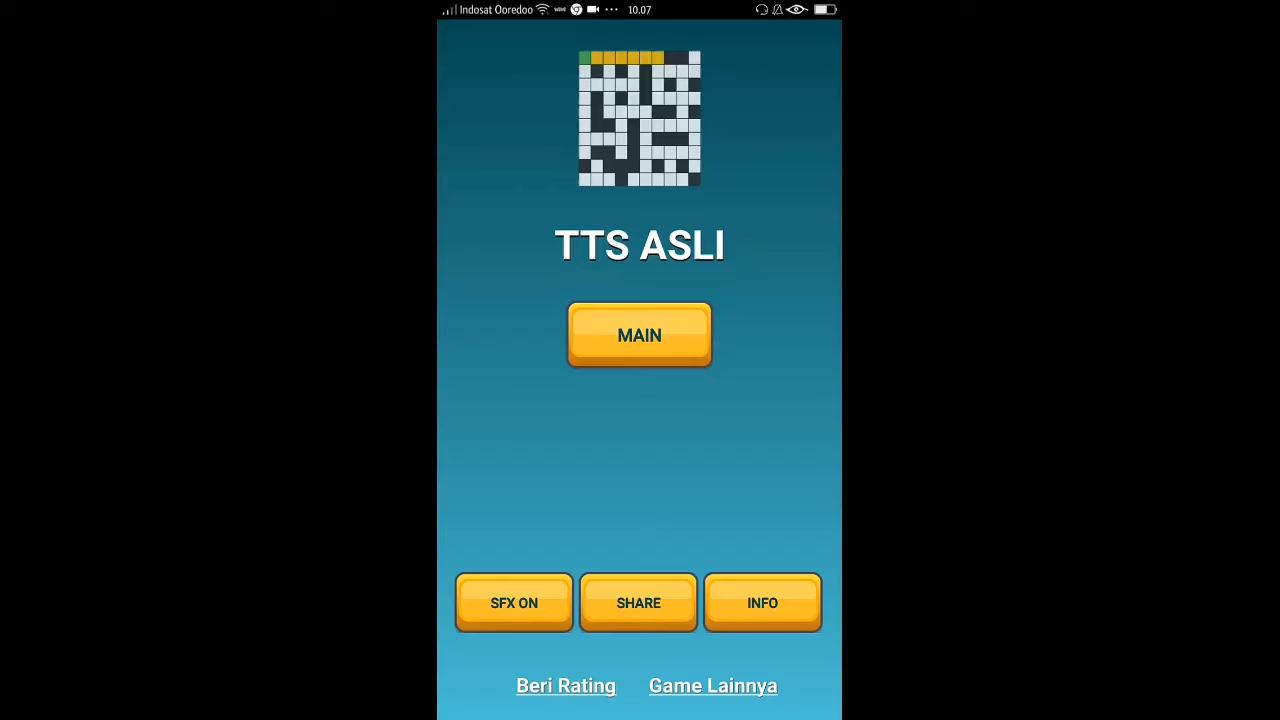 Indosat Ooredoo 10.07
TTS ASLI
MAIN
SFX ON SHARE INFO
Beri Rating Game Lainnya